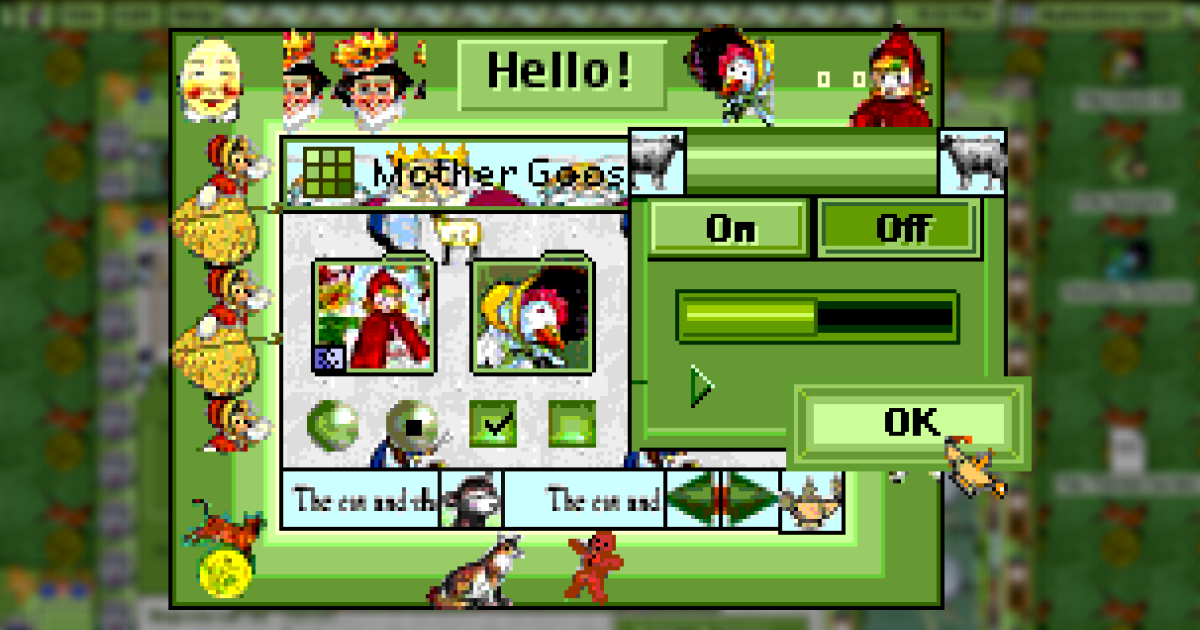 Hello!
Mother Goos
On
Off
OK
The cat and the
The cat and